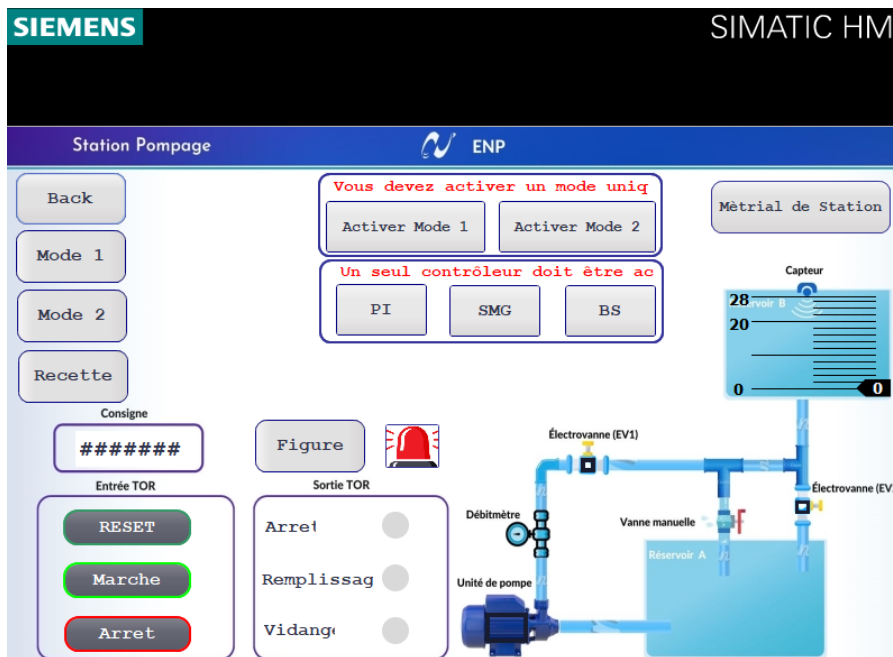 SIEMENS
SIMATIC HM
Station Pompage
ENP
Back
Mode 1
Mode 2
Recette
Vous devez activer un mode uniq
Activer Mode 1
Activer Mode 2
Un seul contrôleur doit être ac
PI
SMG
BS
Mètrial de Station
Capteur
28
rvoir B
20
0
0
Consigne
#######
Figure
Entrée TOR
RESET
Marche
Arret
Sortie TOR
Arret
Remplissag
Vidang
Électrovanne (EV1)
Électrovanne (EV
Débitmètre
Vanne manuelle
Réservoir A
Unité de pompe